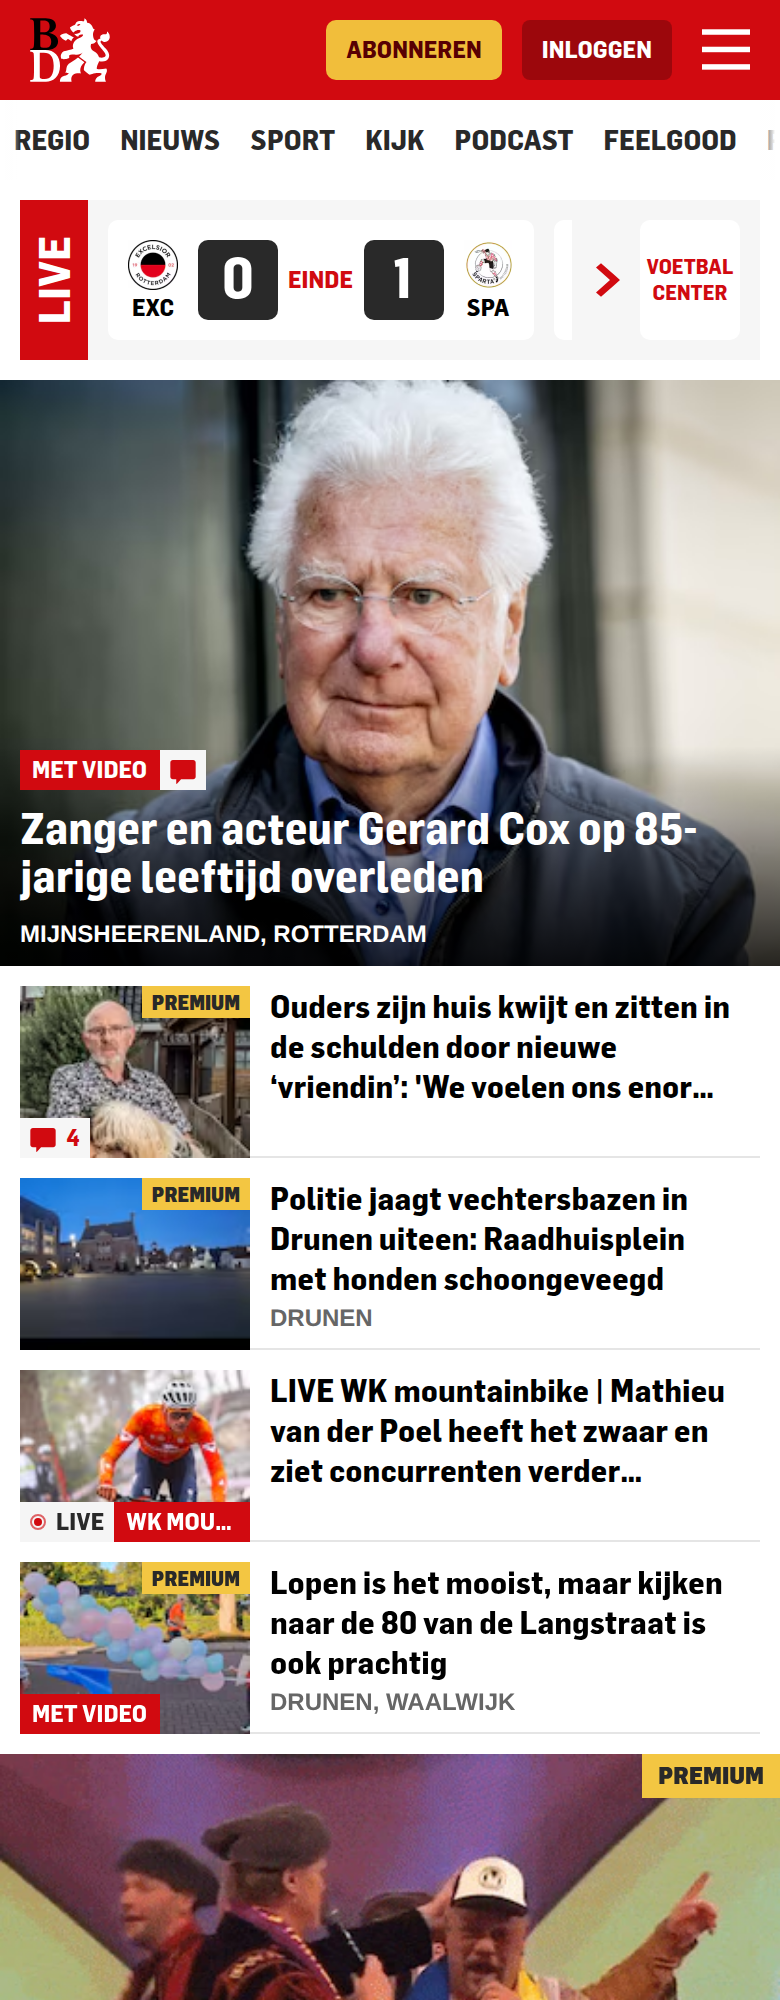 BD
ABONNEREN
INLOGGEN
REGIO NIEUWS SPORT KIJK PODCAST FEELGOOD
LIVE
EXCELSIOR
ROTTERDAM
EXC
0
EINDE
1
SPARTA
SPA
VOETBAL
CENTER
MET VIDEO
Zanger en acteur Gerard Cox op 85-
jarige leeftijd overleden
MIJNSHEERENLAND, ROTTERDAM
PREMIUM
4
Ouders zijn huis kwijt en zitten in
de schulden door nieuwe
‘vriendin’: 'We voelen ons enor...
PREMIUM
Politie jaagt vechtersbazen in
Drunen uiteen: Raadhuisplein
met honden schoongeveegd
DRUNEN
LIVE WK MOU...
LIVE WK mountainbike | Mathieu
van der Poel heeft het zwaar en
ziet concurrenten verder...
PREMIUM
MET VIDEO
Lopen is het mooist, maar kijken
naar de 80 van de Langstraat is
ook prachtig
DRUNEN, WAALWIJK
PREMIUM